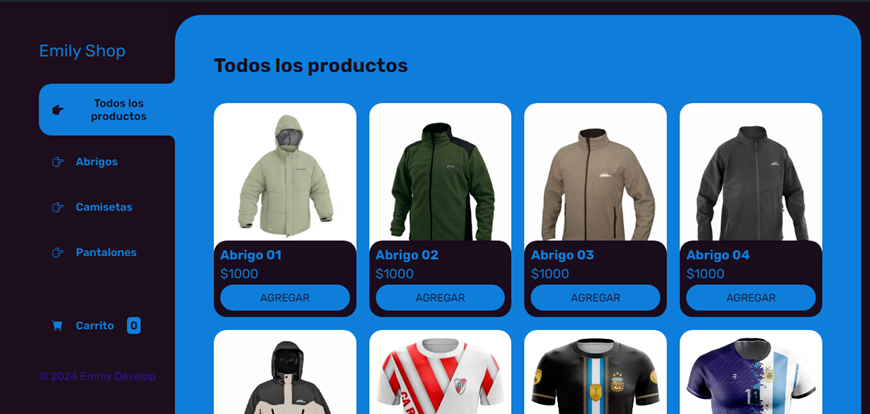 Emily Shop
Todos los
productos
Abrigos
Camisetas
Pantalones
Carrito 0
© 2024 Emmy Develop
Todos los productos
Abrigo 01
$1000
AGREGAR
Abrigo 02
$1000
AGREGAR
Abrigo 03
$1000
AGREGAR
Abrigo 04
$1000
AGREGAR